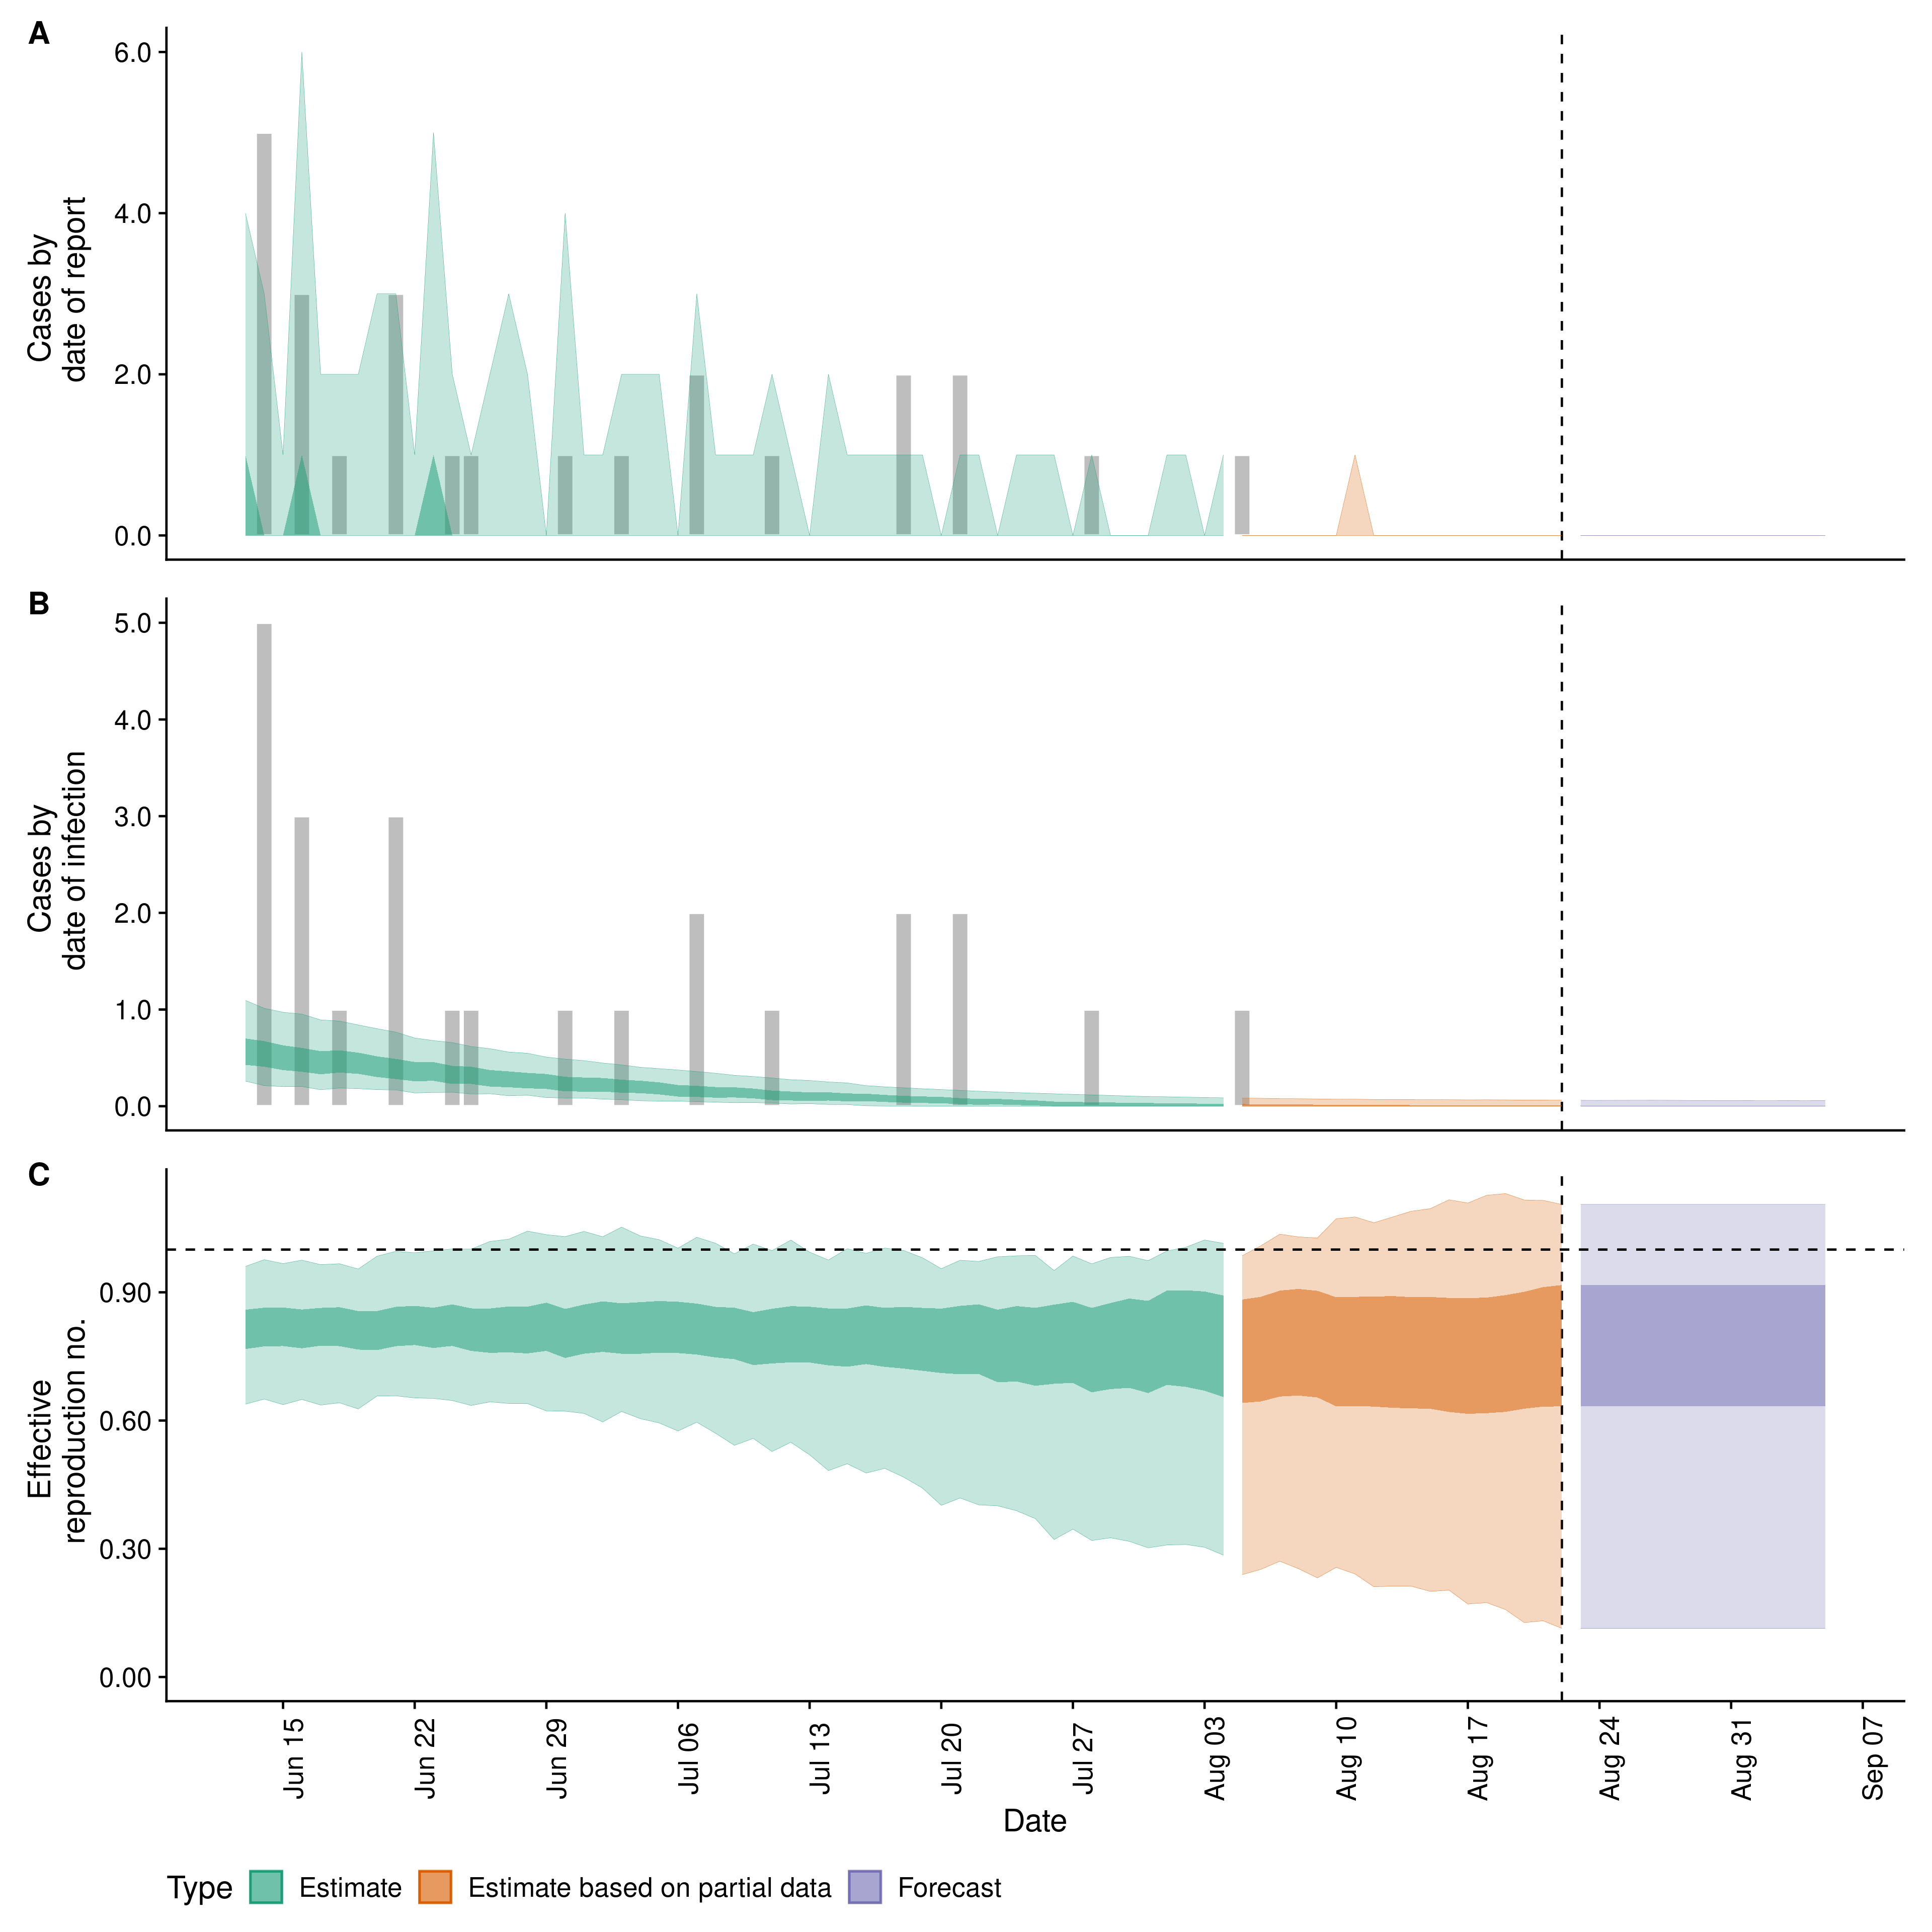 A
6.0
4.0
2.0
0.0
Cases by
date of report
B
5.0
4.0
3.0
2.0
1.0
0.0
Cases by
date of infection
C
0.90
0.60
0.30
0.00
Effective
reproduction no.
Jun 15
Jun 22
Jun 29
Jul 06
Jul 13
Jul 20
Jul 27
Aug 03
Aug 10
Aug 17
Aug 24
Aug 31
Sep 07
Date
Type Estimate Estimate based on partial data Forecast